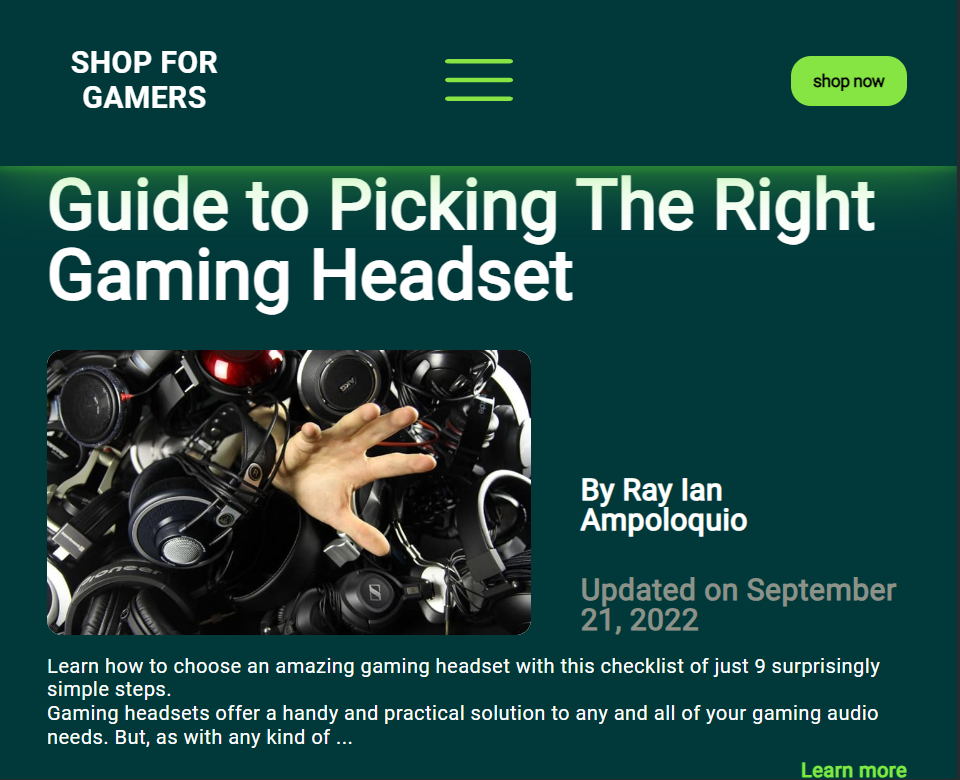 SHOP FOR
GAMERS
shop now
Guide to Picking The Right
Gaming Headset
AKG
PIONEER
By Ray Ian
Ampoloquio
Updated on September
21, 2022
Learn how to choose an amazing gaming headset with this checklist of just 9 surprisingly
simple steps.
Gaming headsets offer a handy and practical solution to any and all of your gaming audio
needs. But, as with any kind of ...
Learn more